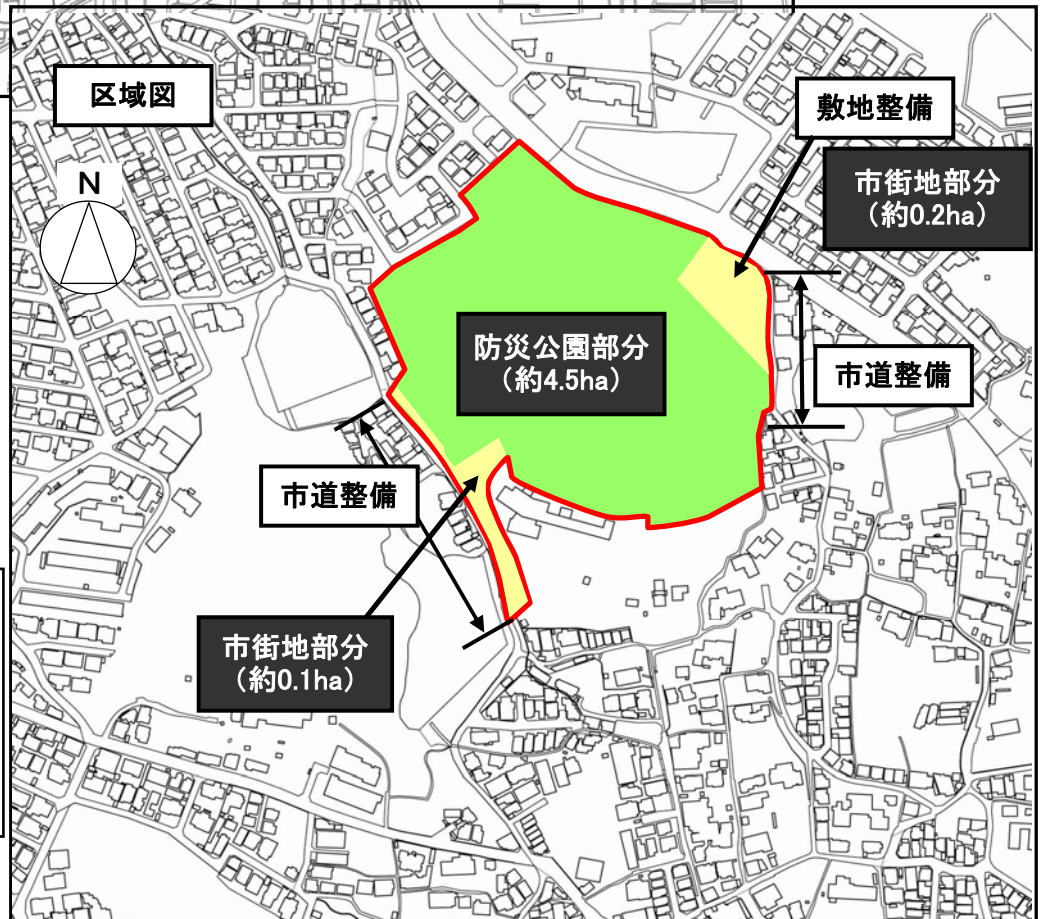 区域図
N
敷地整備
市街地部分
（約0.2ha）
防災公園部分
（約4.5ha）
市道整備
市道整備
市街地部分
（約0.1ha）